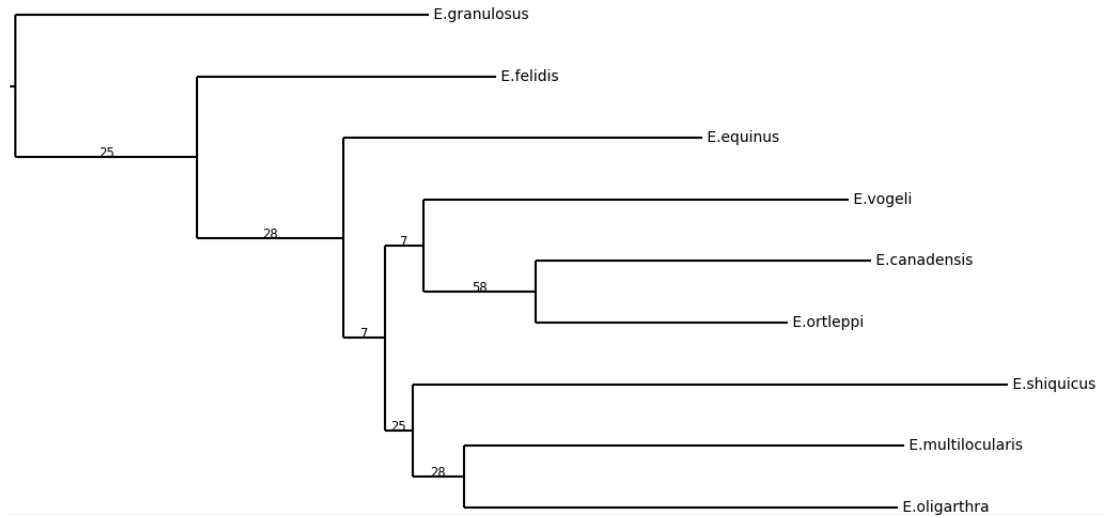 E.granulosus
E.felidis
E.equinus
25
E.vogeli
28
7
E.canadensis
58
E.ortleppi
7
E.shiquicus
25
E.multilocularis
28
E.oligarthra